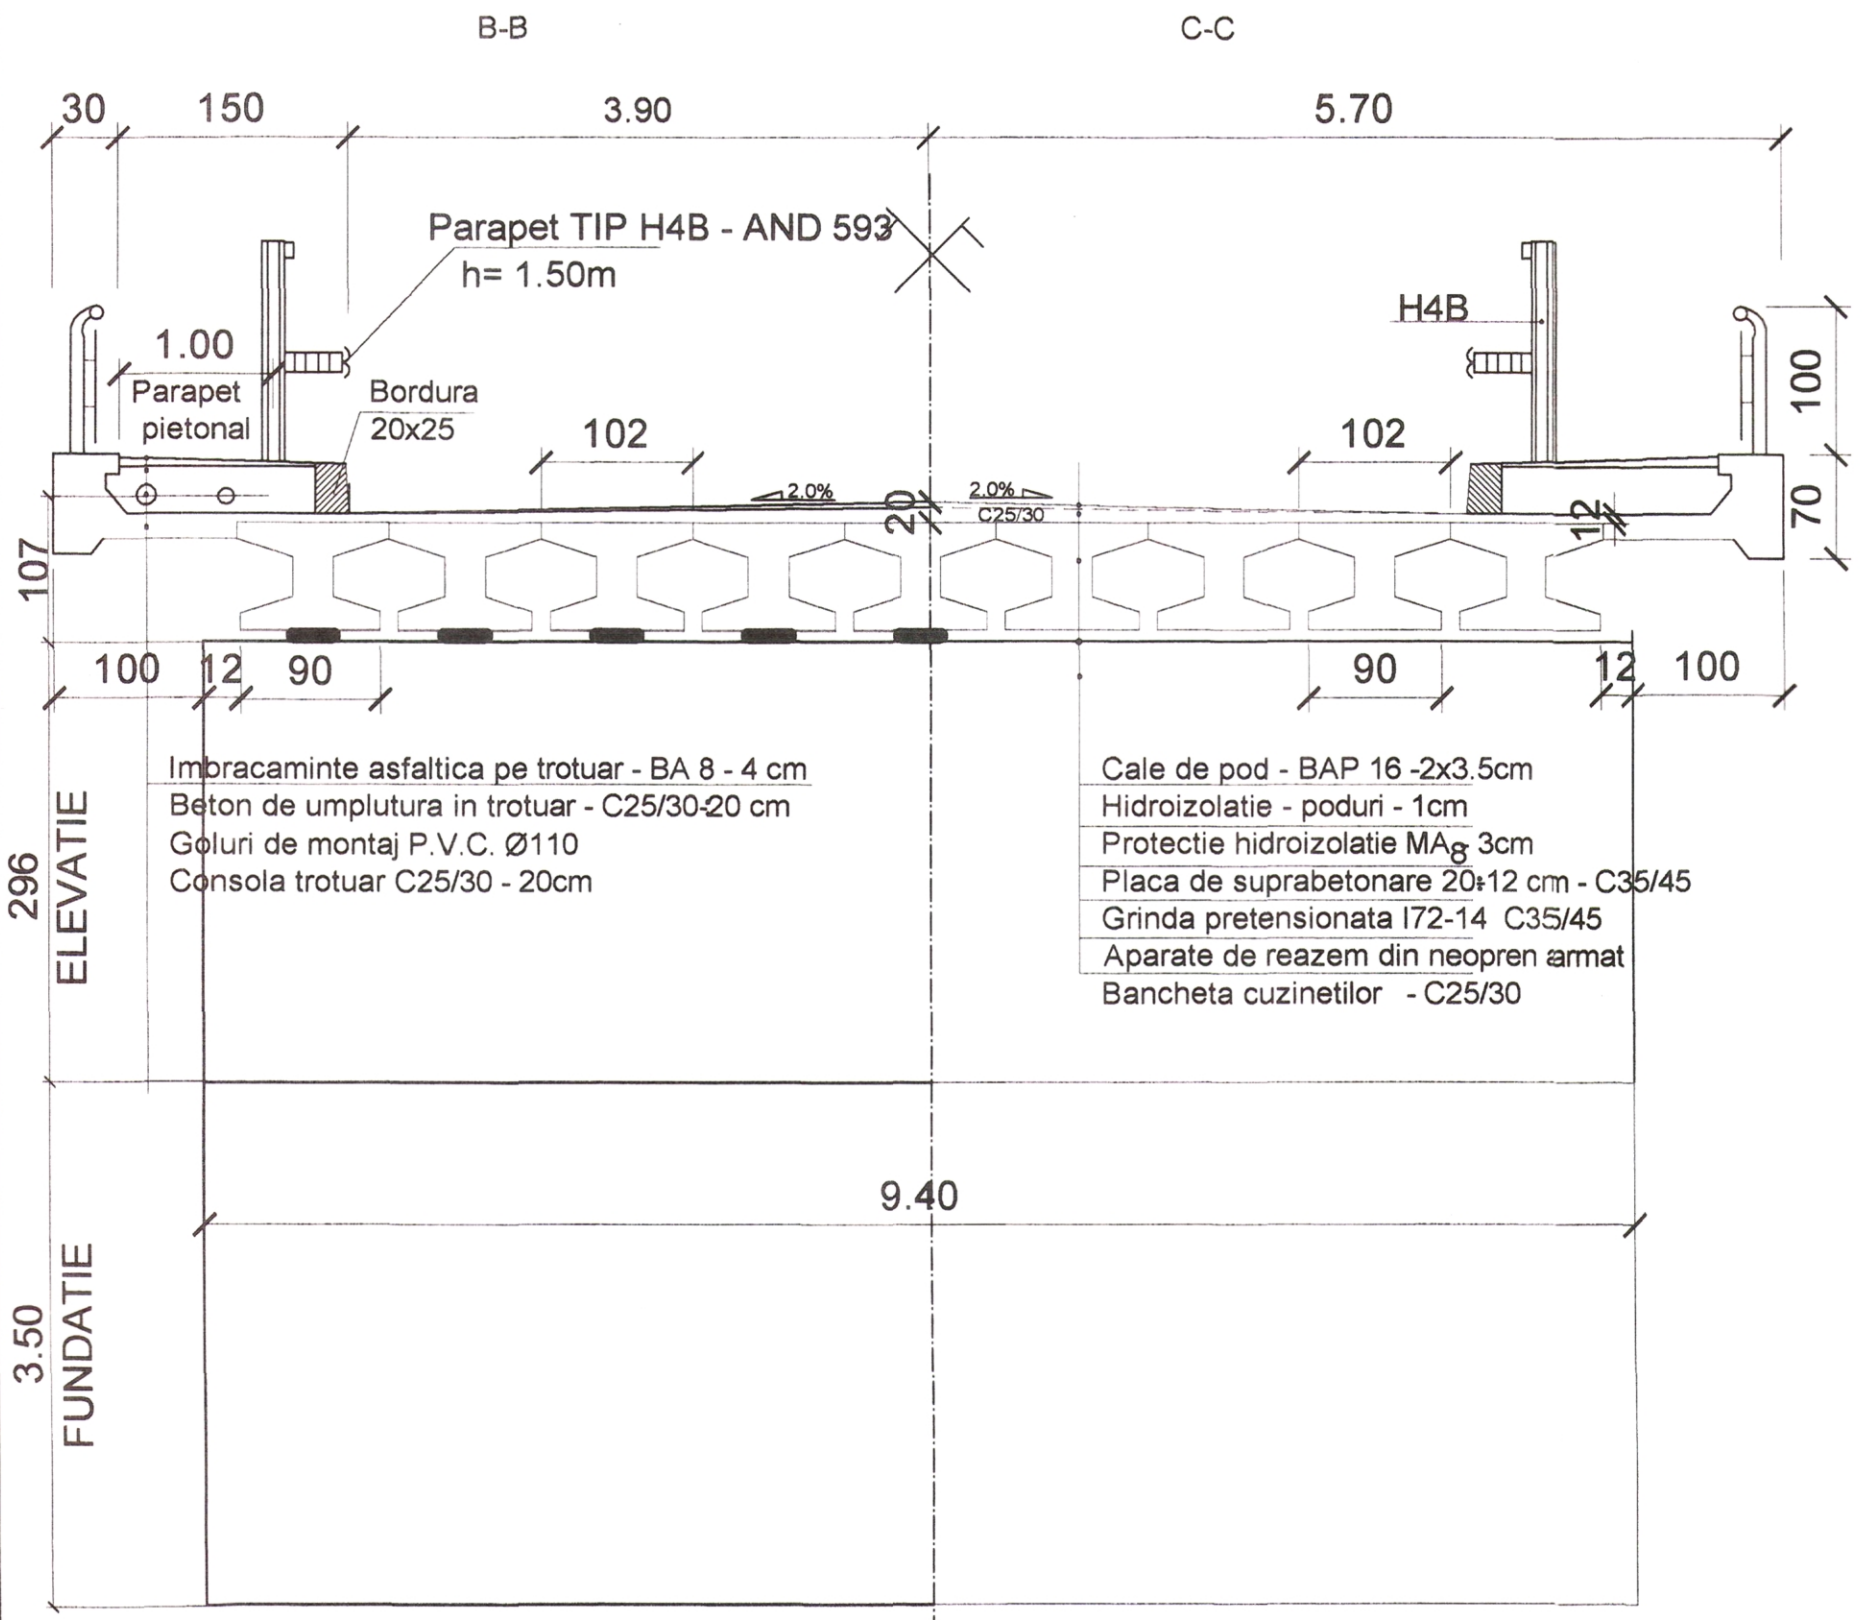 B-B
C-C
30
150
3.90
5.70
Parapet TIP H4B - AND 593
h= 1.50m
H4B
1.00
Parapet
pietonal
Bordura
20x25
102
102
100
2.0%
20
2.0%
C25/30
12
70
107
100
12
90
90
12
100
Imbracaminte asfaltica pe trotuar - BA 8 - 4 cm
Beton de umplutura in trotuar - C25/30-20 cm
Goluri de montaj P.V.C. Ø110
Consola trotuar C25/30 - 20cm
Cale de pod - BAP 16 -2x3.5cm
Hidroizolatie - poduri - 1cm
Protectie hidroizolatie MA8- 3cm
Placa de suprabetonare 20÷12 cm - C35/45
Grinda pretensionata I72-14 C35/45
Aparate de reazem din neopren armat
Bancheta cuzinetilor - C25/30
296
ELEVATIE
9.40
3.50
FUNDATIE